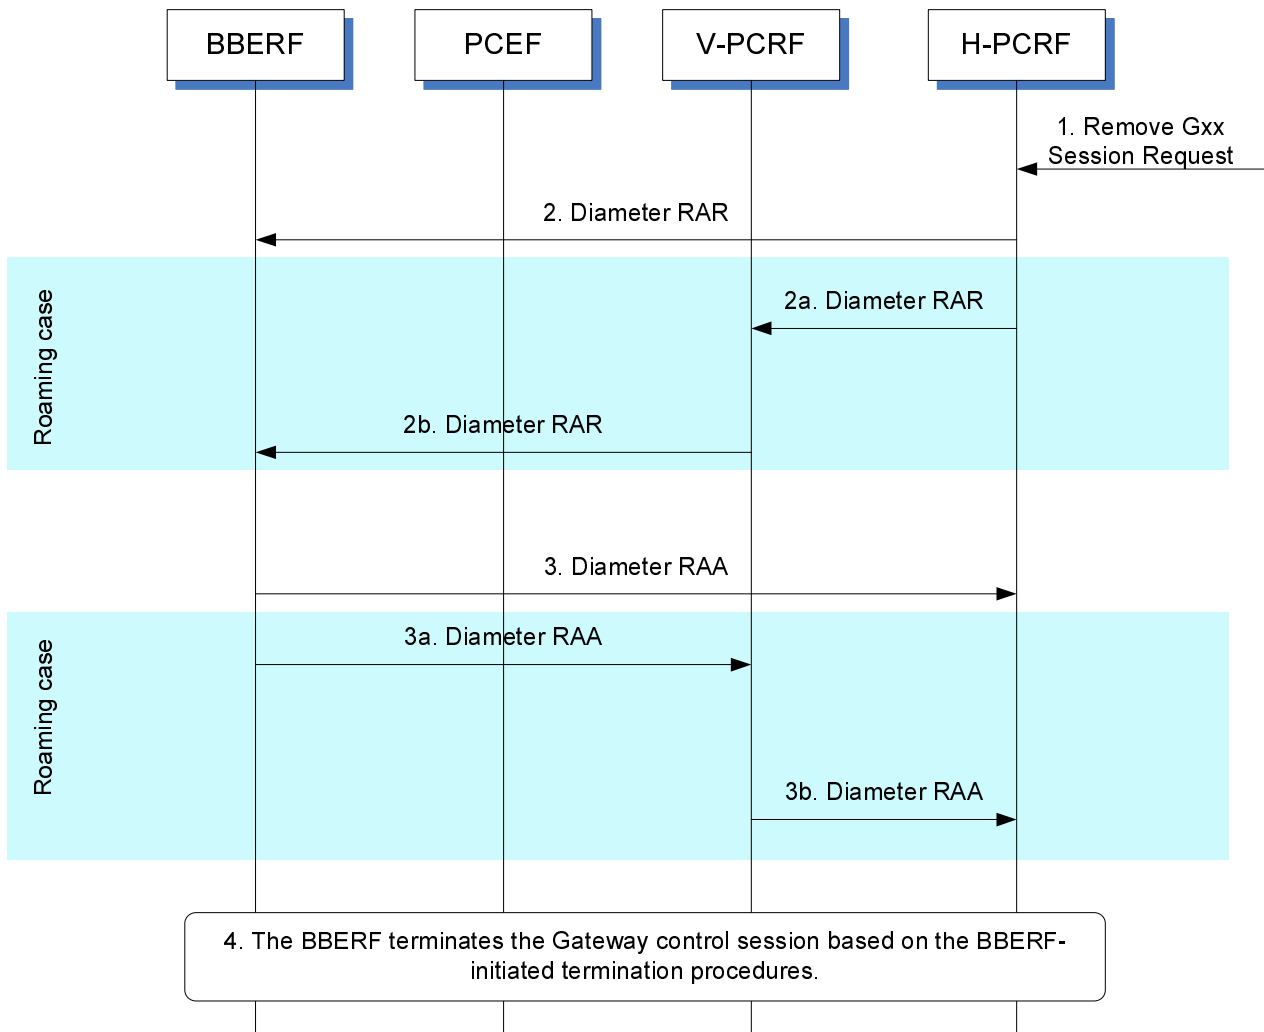 BBERF
PCEF
V-PCRF
H-PCRF
1. Remove Gxx
Session Request
2. Diameter RAR
Roaming case
2a. Diameter RAR
2b. Diameter RAR
3. Diameter RAA
Roaming case
3a. Diameter RAA
3b. Diameter RAA
4. The BBERF terminates the Gateway control session based on the BBERF-
initiated termination procedures.